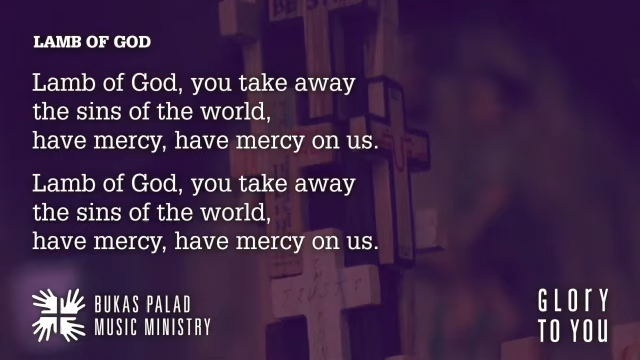 LAMB OF GOD
Lamb of God, you take away
the sins of the world,
have mercy, have mercy on us.
Lamb of God, you take away
the sins of the world,
have mercy, have mercy on us.
BUKAS PALAD
MUSIC MINISTRY
GLORY
TO YOU